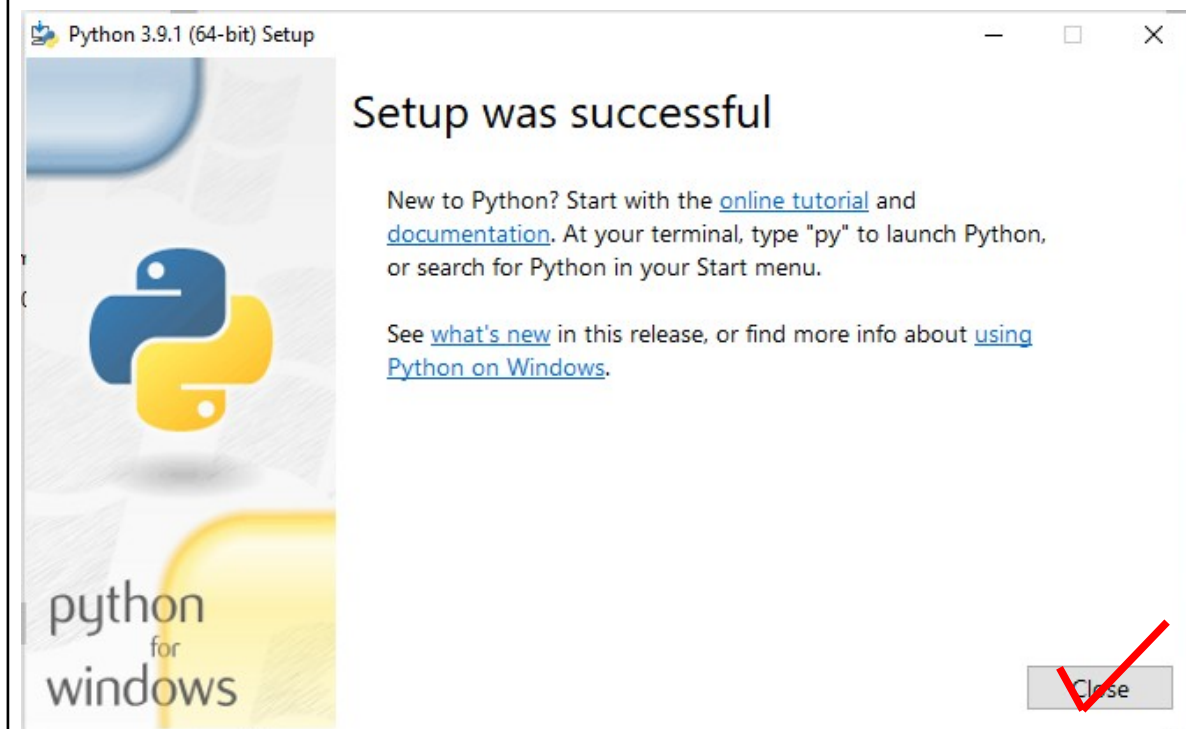 Python 3.9.1 (64-bit) Setup
Setup was successful
New to Python? Start with the online tutorial and
documentation. At your terminal, type "py" to launch Python,
or search for Python in your Start menu.
See what's new in this release, or find more info about using
Python on Windows.
python
for
windows
Close